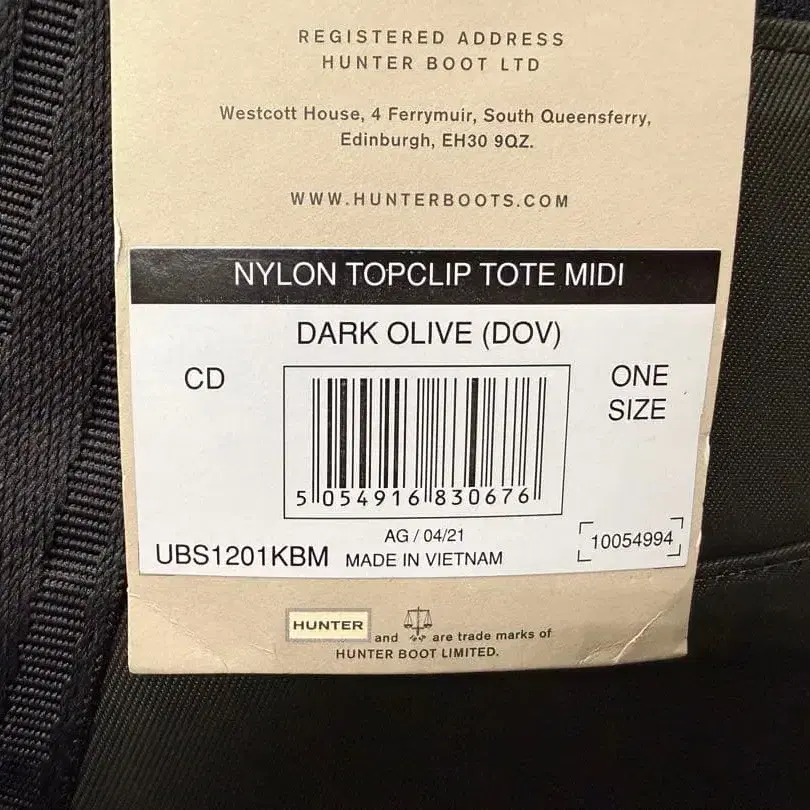 REGISTERED ADDRESS
HUNTER BOOT LTD
Westcott House, 4 Ferrymuir, South Queensferry,
Edinburgh, EH30 9QZ.
WWW.HUNTERBOOTS.COM
NYLON TOPCLIP TOTE MIDI
DARK OLIVE (DOV)
CD
ONE
SIZE
5 054916 830676
AG / 04/21
UBS1201KBM MADE IN VIETNAM
10054994
HUNTER and are trade marks of
HUNTER BOOT LIMITED.